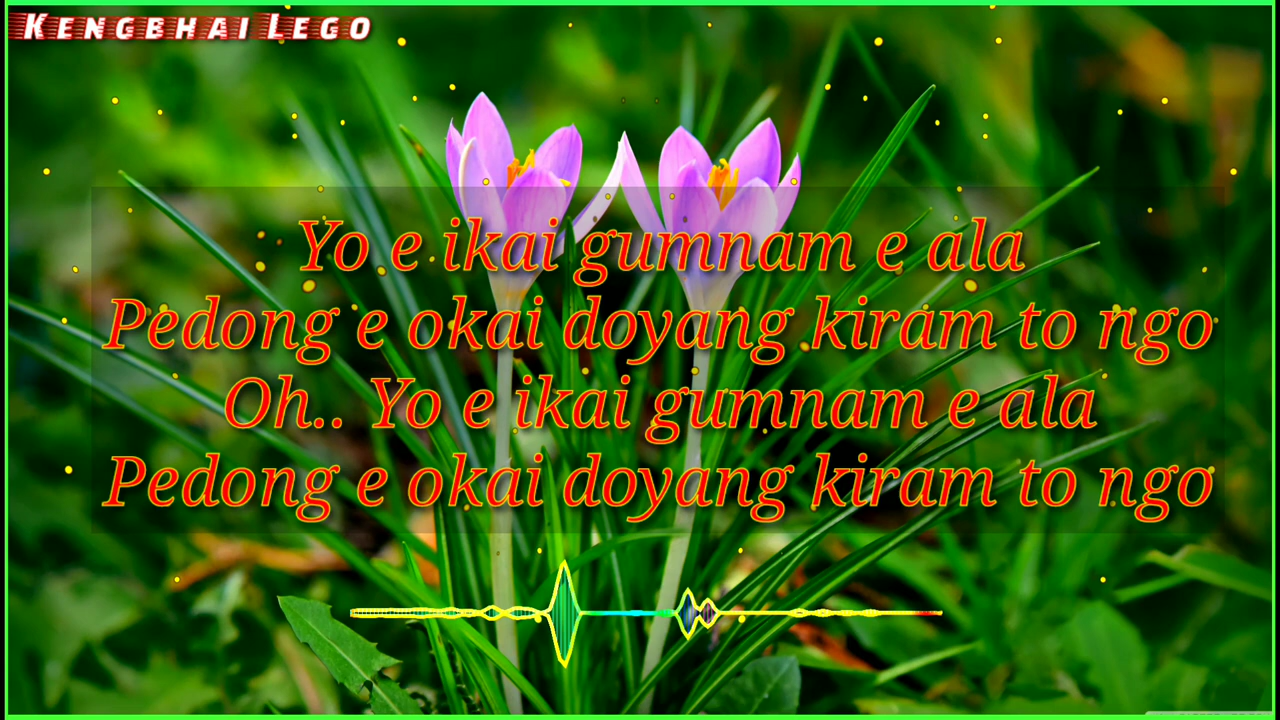 KENGBHAI LEGO
Yo e ikai gumnam e ala
Pedong e okai doyang kiram to ngo
Oh.. Yo e ikai gumnam e ala
Pedong e okai doyang kiram to ngo